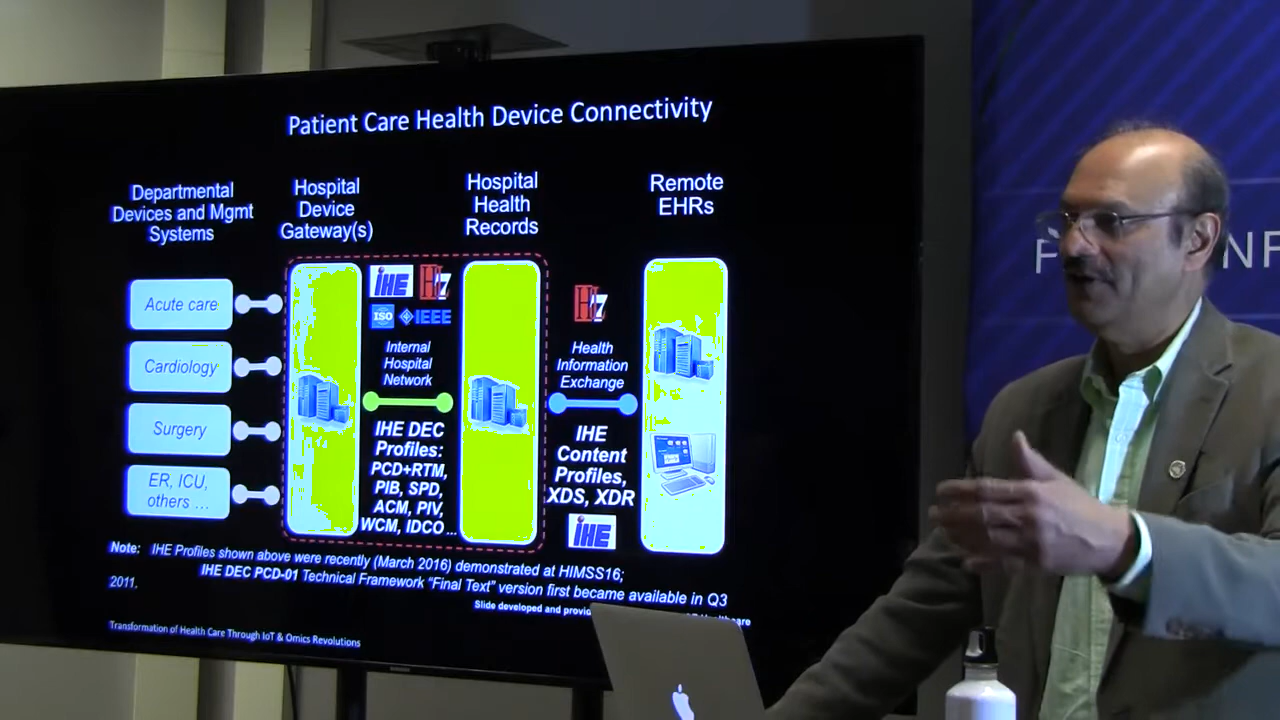 Patient Care Health Device Connectivity
Departmental
Devices and Mgmt
Systems
Hospital
Device
Gateway(s)
Hospital
Health
Records
Remote
EHRs
Acute care
Cardiology
Surgery
ER, ICU,
others ...
IHE
HL7
ISO
IEEE
Internal
Hospital
Network
IHE DEC
Profiles:
PCD+RTM,
PIB, SPD,
ACM, PIV,
WCM, IDCO ...
HL7
Health
Information
Exchange
IHE
Content
Profiles,
XDS, XDR
IHE
Note: IHE Profiles shown above were recently (March 2016) demonstrated at HIMSS16;
IHE DEC PCD-01 Technical Framework “Final Text” version first became available in Q3
2011.
Slide developed and
Transformation of Health Care Through IoT & Omics Revolutions
SAMSUNG